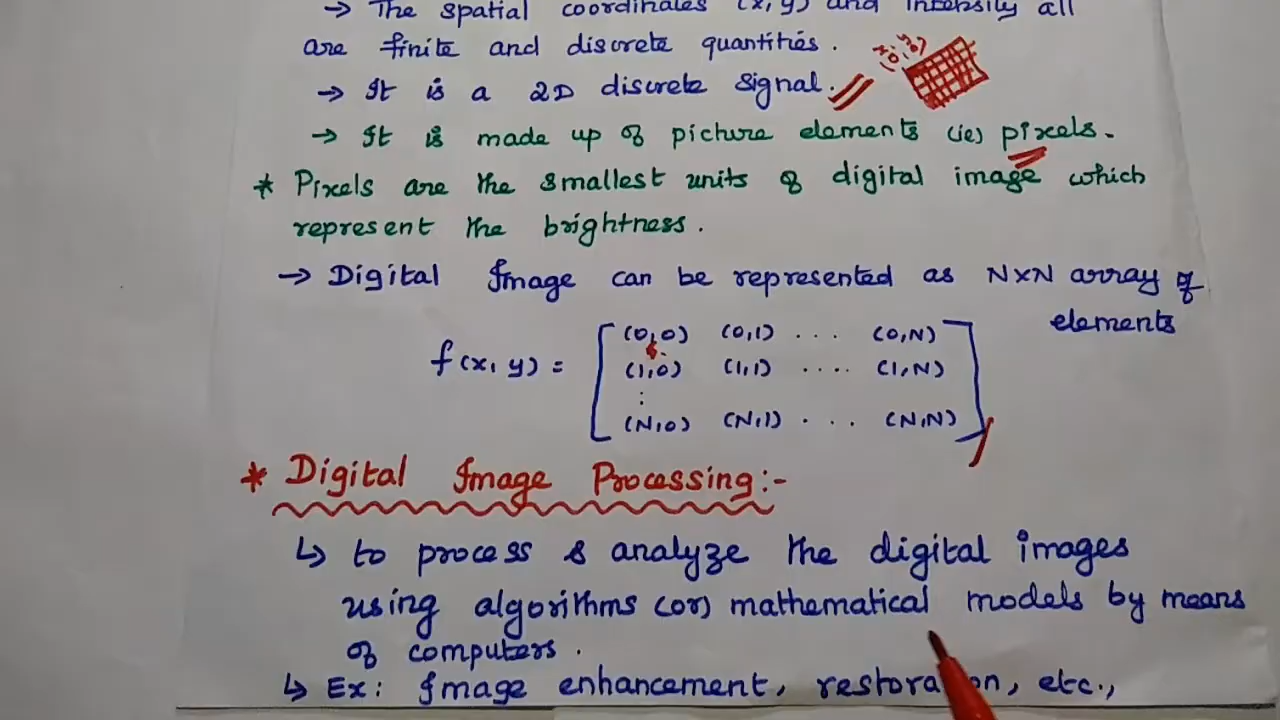 → The spatial coordinates (x,y) and intensity all
are finite and discrete quantities.
→ It is a 2D discrete signal.
x, y
(0,0)
→ It is made up of picture elements (ie) pixels.
* Pixels are the smallest units of digital image which
represent the brightness.
→ Digital Image can be represented as N×N array of
elements
f(x, y) = [ (0,0) (0,1) ... (0,N)
(1,0) (1,1) .... (1,N)
:
(N,0) (N,1) . ... (N,N) ]
* Digital Image Processing:-
↳ to process & analyze the digital images
using algorithms (or) mathematical models by means
of computers.
↳ Ex: Image enhancement, restoration, etc.,